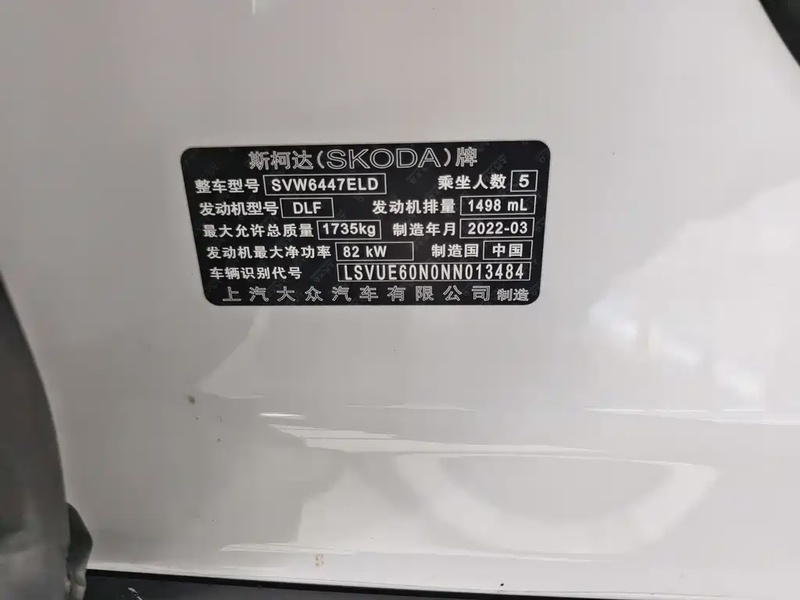 斯柯达(SKODA)牌
整车型号 SVW6447ELD 乘坐人数 5
发动机型号 DLF 发动机排量 1498 mL
最大允许总质量 1735kg 制造年月 2022-03
发动机最大净功率 82 kW 制造国 中国
车辆识别代号 LSVUE60N0NN013484
上汽大众汽车有限公司 制造